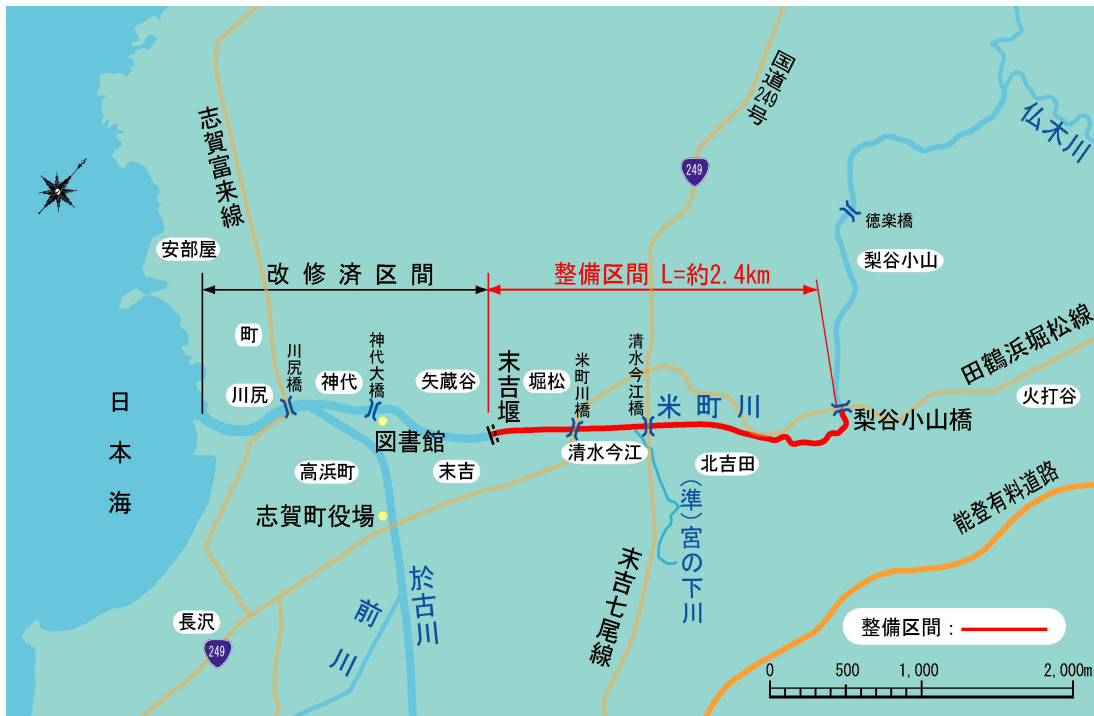 志賀富来線
国道249号
249
仏木川
徳楽橋
梨谷小山
安部屋
改修済区間
整備区間 L=約2.4km
町
川尻橋
神代大橋
末吉堰
米町川橋
清水今江橋
田鶴浜堀松線
川尻
神代
矢蔵谷
堀松
米町川
火打谷
日本海
図書館
梨谷小山橋
高浜町
末吉
清水今江
北吉田
志賀町役場
(準)宮の下川
能登有料道路
於古川
前川
末吉七尾線
長沢
249
整備区間:
0 500 1,000 2,000m